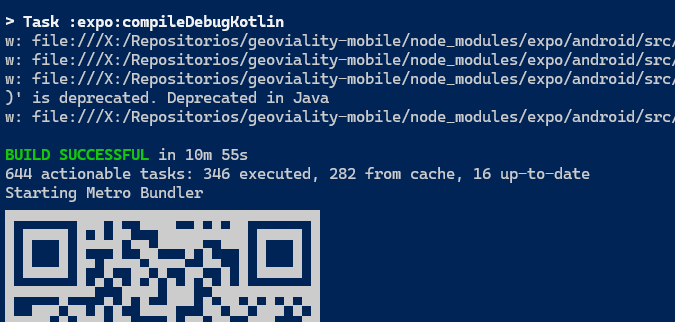 > Task :expo:compileDebugKotlin
w: file:///X:/Repositorios/geoviality-mobile/node_modules/expo/android/src/
w: file:///X:/Repositorios/geoviality-mobile/node_modules/expo/android/src/
w: file:///X:/Repositorios/geoviality-mobile/node_modules/expo/android/src/
)' is deprecated. Deprecated in Java
w: file:///X:/Repositorios/geoviality-mobile/node_modules/expo/android/src/
BUILD SUCCESSFUL in 10m 55s
644 actionable tasks: 346 executed, 282 from cache, 16 up-to-date
Starting Metro Bundler